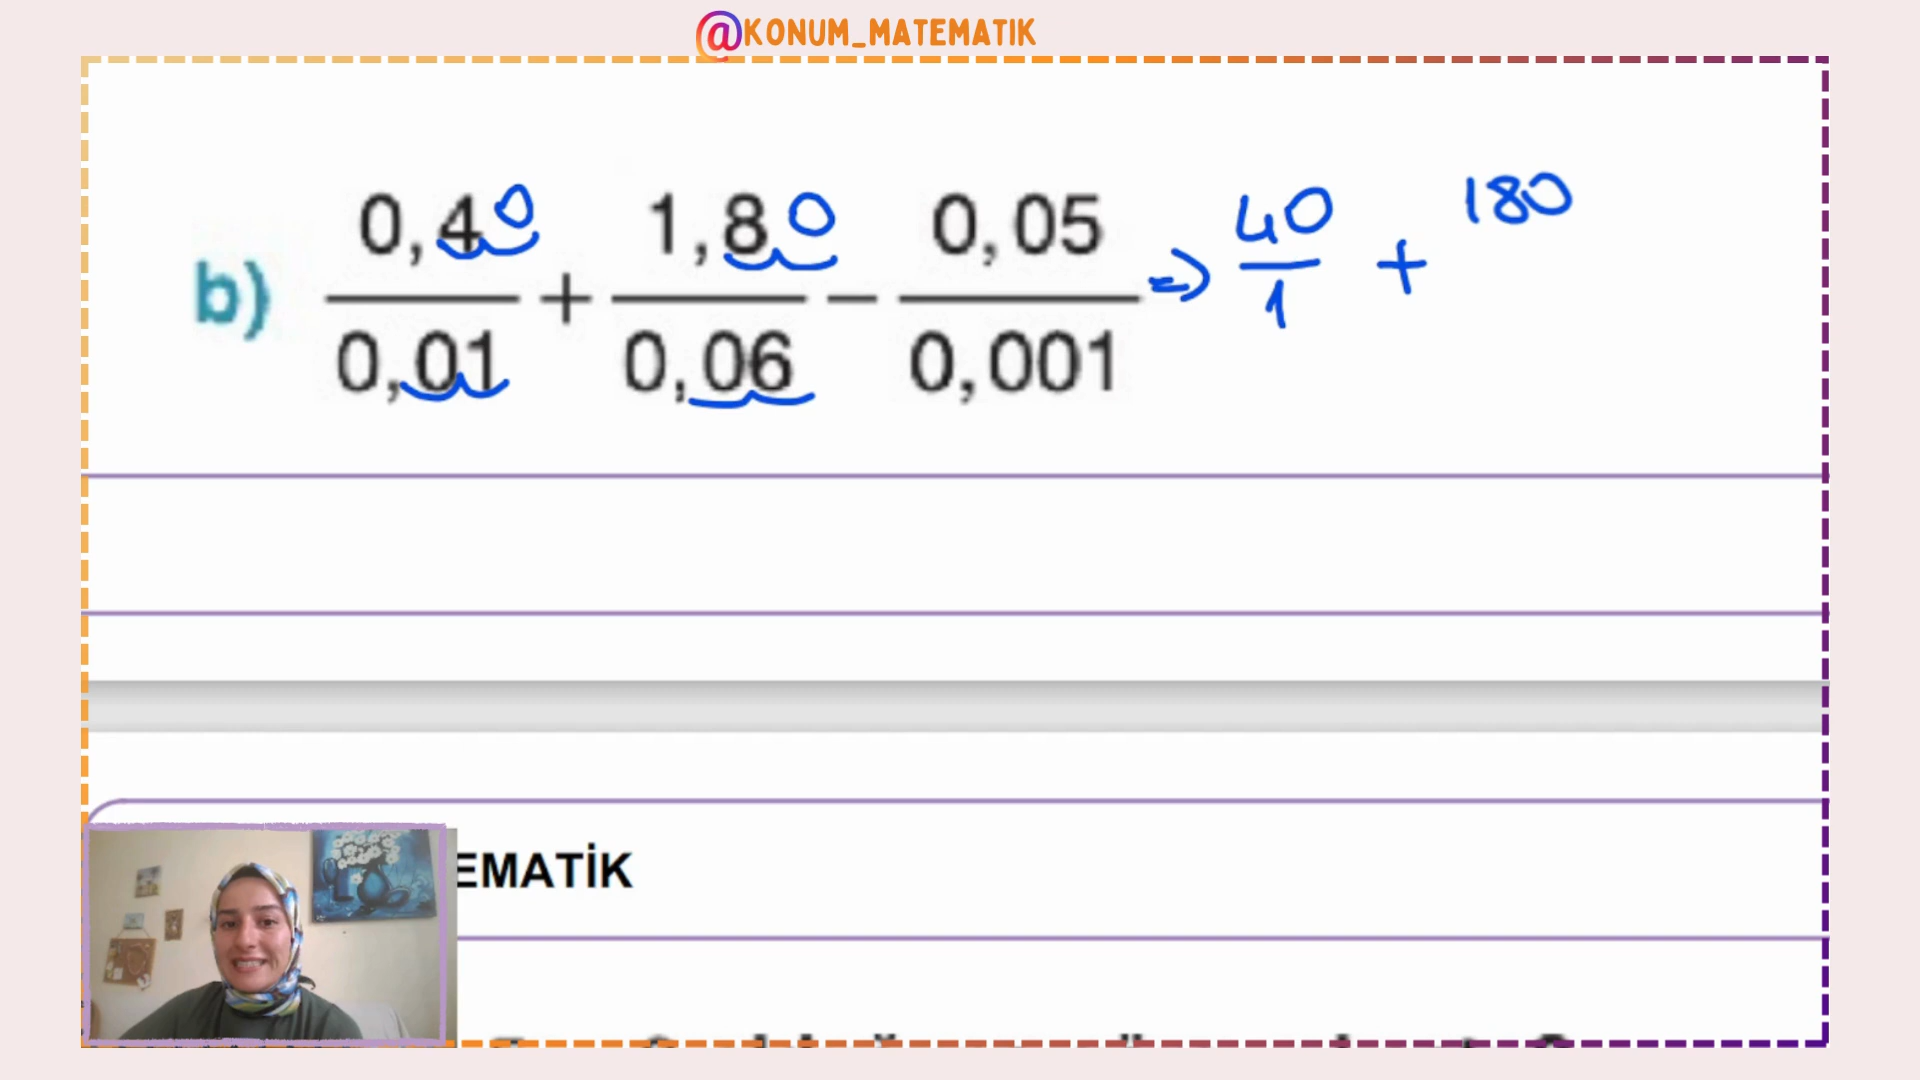 @KONUM_MATEMATIK
b) 0,40/0,01 + 1,80/0,06 − 0,05/0,001 ⇒ 40/1 + 180
EMATİK